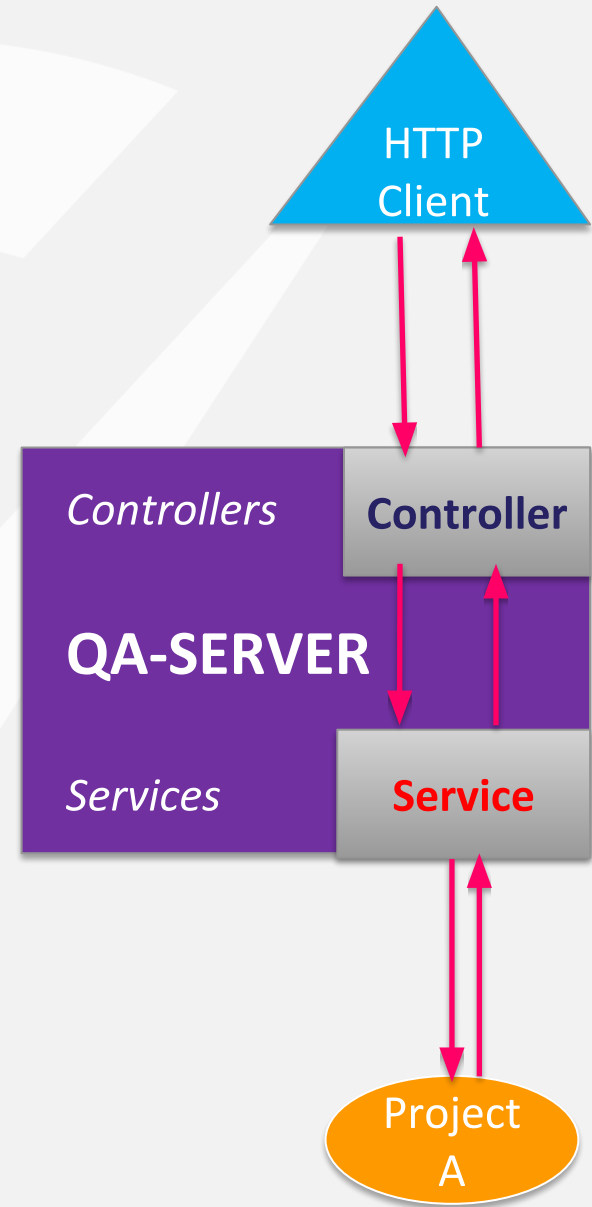 HTTP
Client
Controllers
Controller
QA-SERVER
Services
Service
Project
A